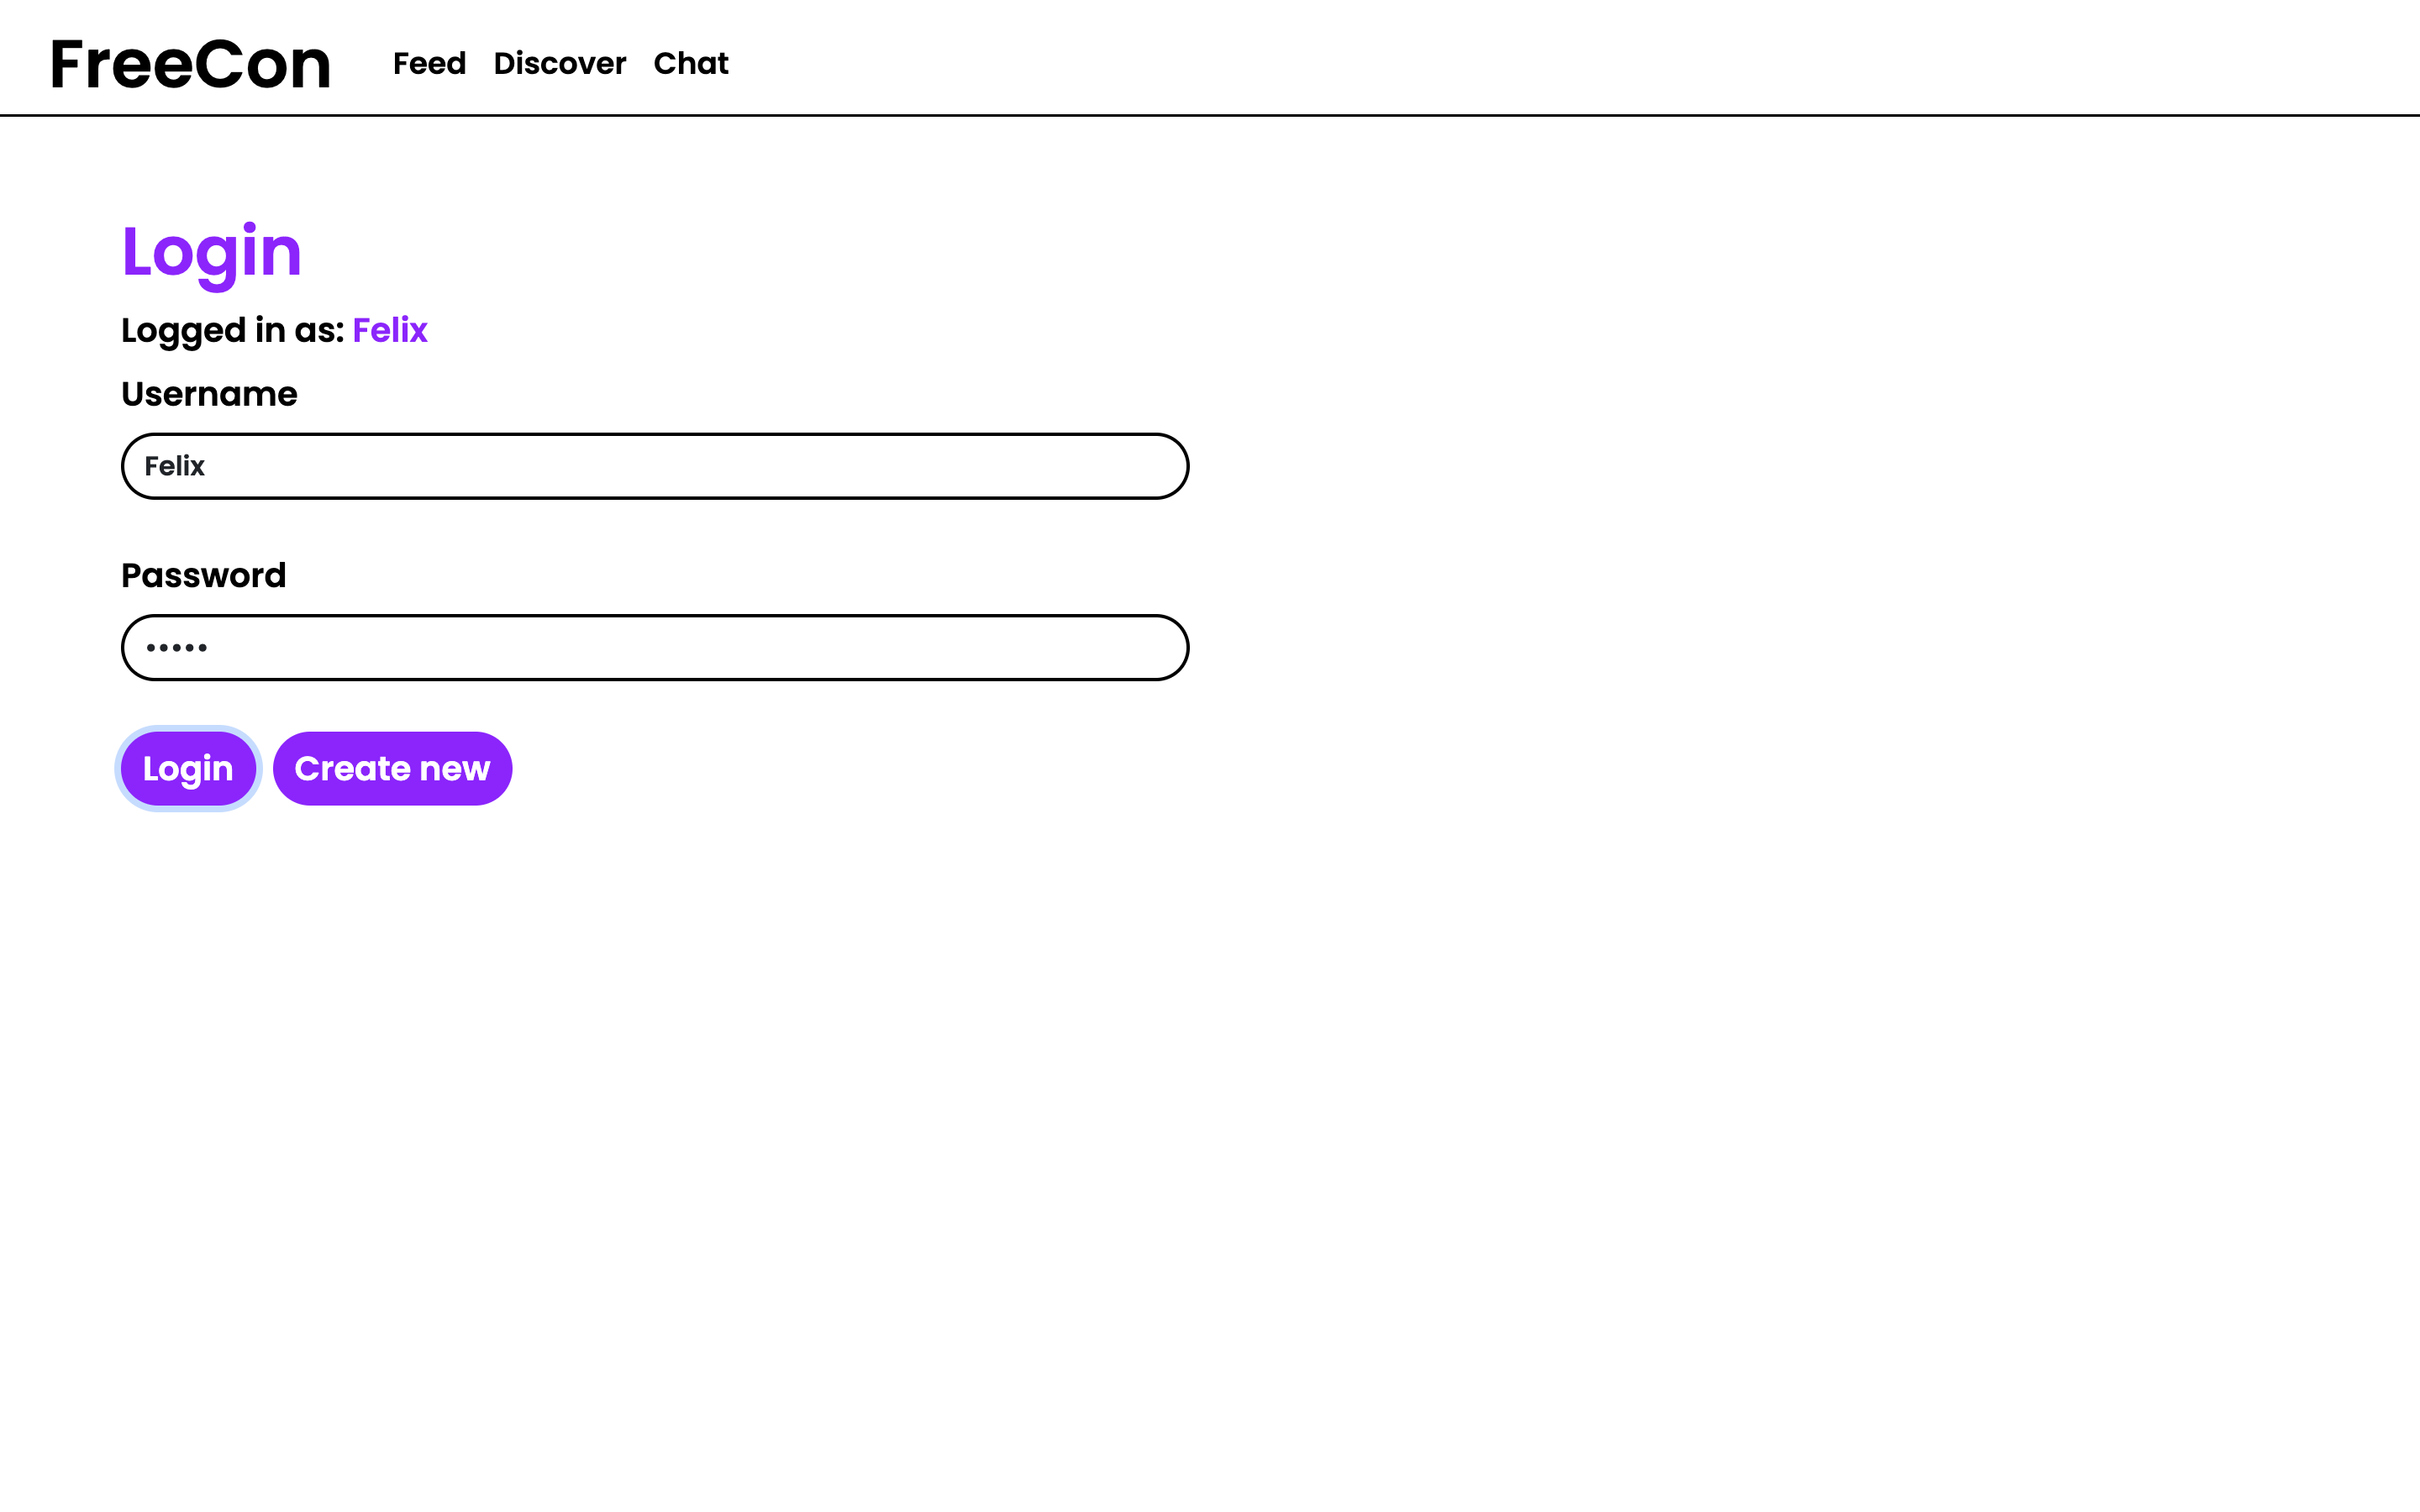 FreeCon Feed Discover Chat
Login
Logged in as: Felix
Username
Felix
Password
•••••
Login Create new